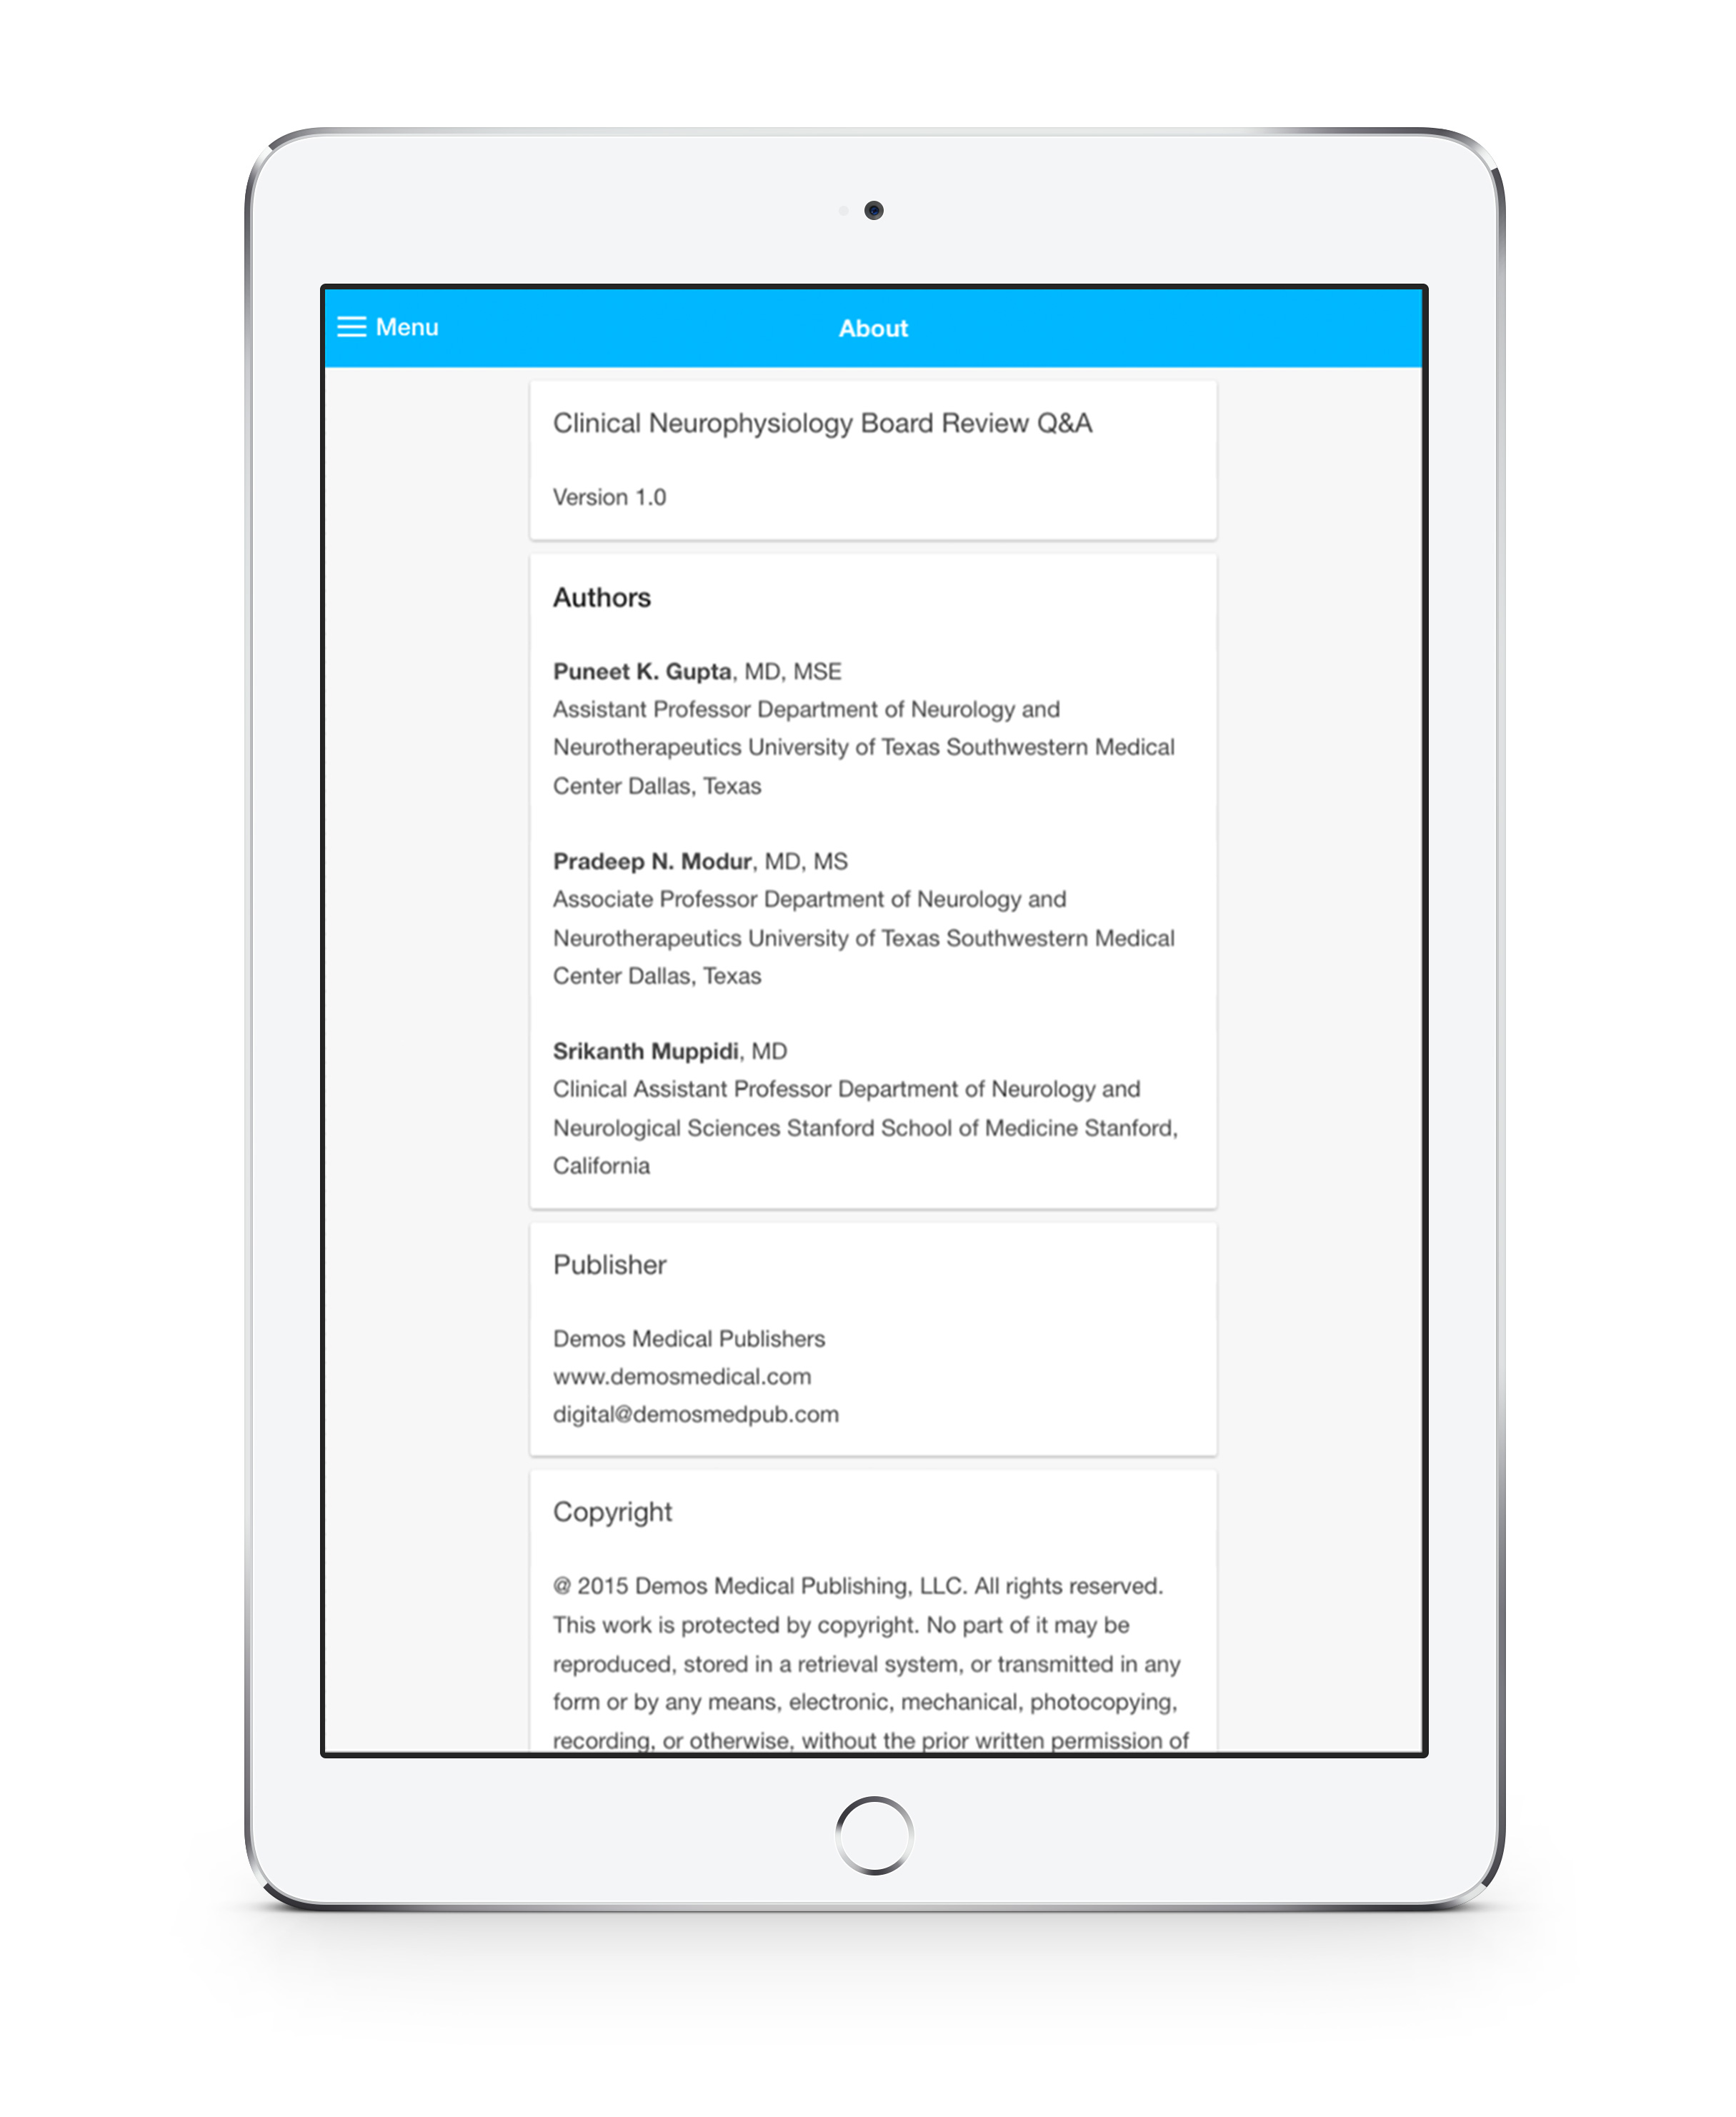 Menu
About
Clinical Neurophysiology Board Review Q&A
Version 1.0
Authors
Puneet K. Gupta, MD, MSE
Assistant Professor Department of Neurology and
Neurotherapeutics University of Texas Southwestern Medical
Center Dallas, Texas
Pradeep N. Modur, MD, MS
Associate Professor Department of Neurology and
Neurotherapeutics University of Texas Southwestern Medical
Center Dallas, Texas
Srikanth Muppidi, MD
Clinical Assistant Professor Department of Neurology and
Neurological Sciences Stanford School of Medicine Stanford,
California
Publisher
Demos Medical Publishers
www.demosmedical.com
digital@demosmedpub.com
Copyright
@ 2015 Demos Medical Publishing, LLC. All rights reserved.
This work is protected by copyright. No part of it may be
reproduced, stored in a retrieval system, or transmitted in any
form or by any means, electronic, mechanical, photocopying,
recording, or otherwise, without the prior written permission of